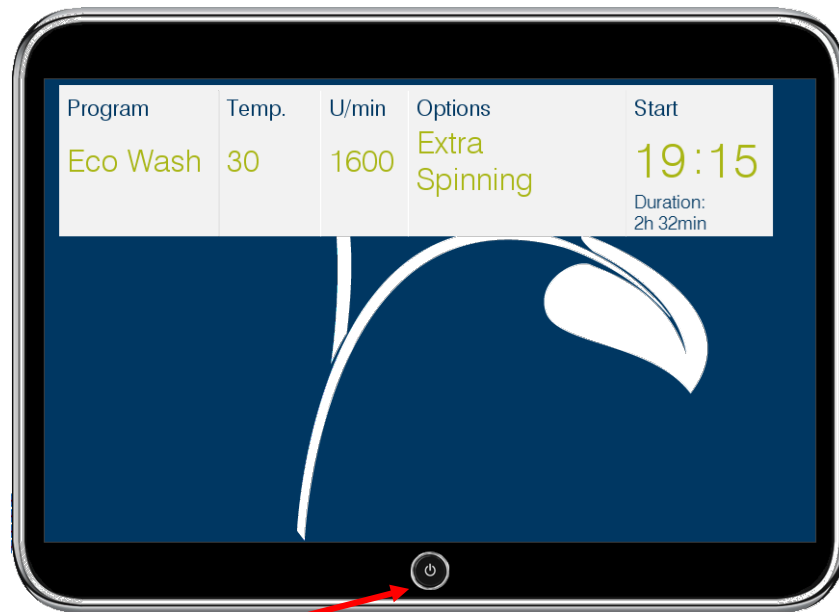 Program Temp. U/min Options Start
Eco Wash 30 1600 Extra
Spinning 19:15
Duration:
2h 32min